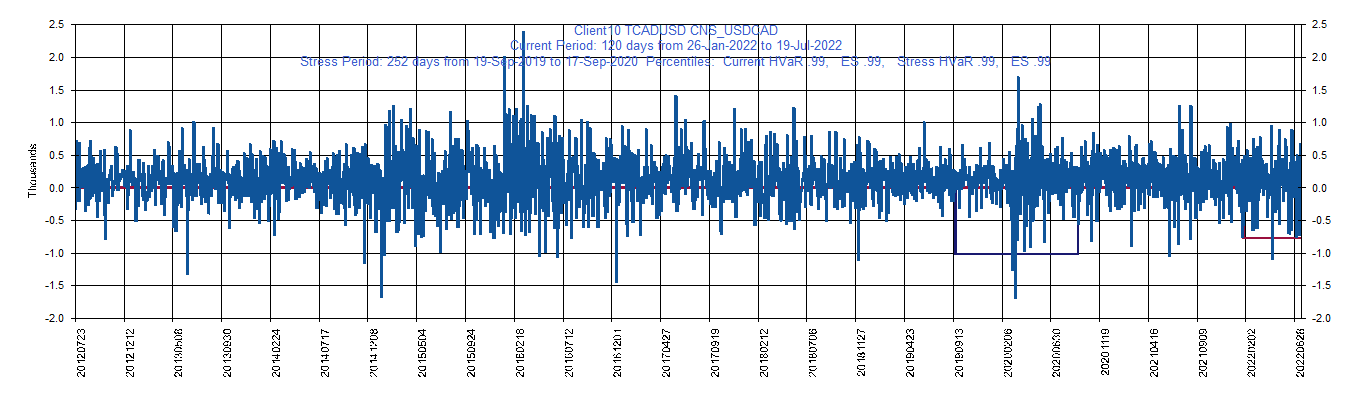 Client10 TCADUSD CNS_USDCAD
Current Period: 120 days from 26-Jan-2022 to 19-Jul-2022
Stress Period: 252 days from 19-Sep-2019 to 17-Sep-2020 Percentiles: Current HVaR .99, ES .99, Stress HVaR .99, ES .99
2.5 2.5
2.0 2.0
1.5 1.5
1.0 1.0
0.5 0.5
0.0 0.0
-0.5 -0.5
-1.0 -1.0
-1.5 -1.5
-2.0 -2.0
Thousands
20120723 20121212 20130508 20130930 20140224 20140717 20141208 20150504 20150924 20160218 20160712 20161201 20170427 20170919 20180212 20180706 20181127 20190423 20190913 20200206 20200630 20201119 20210416 20210909 20220202 20220628